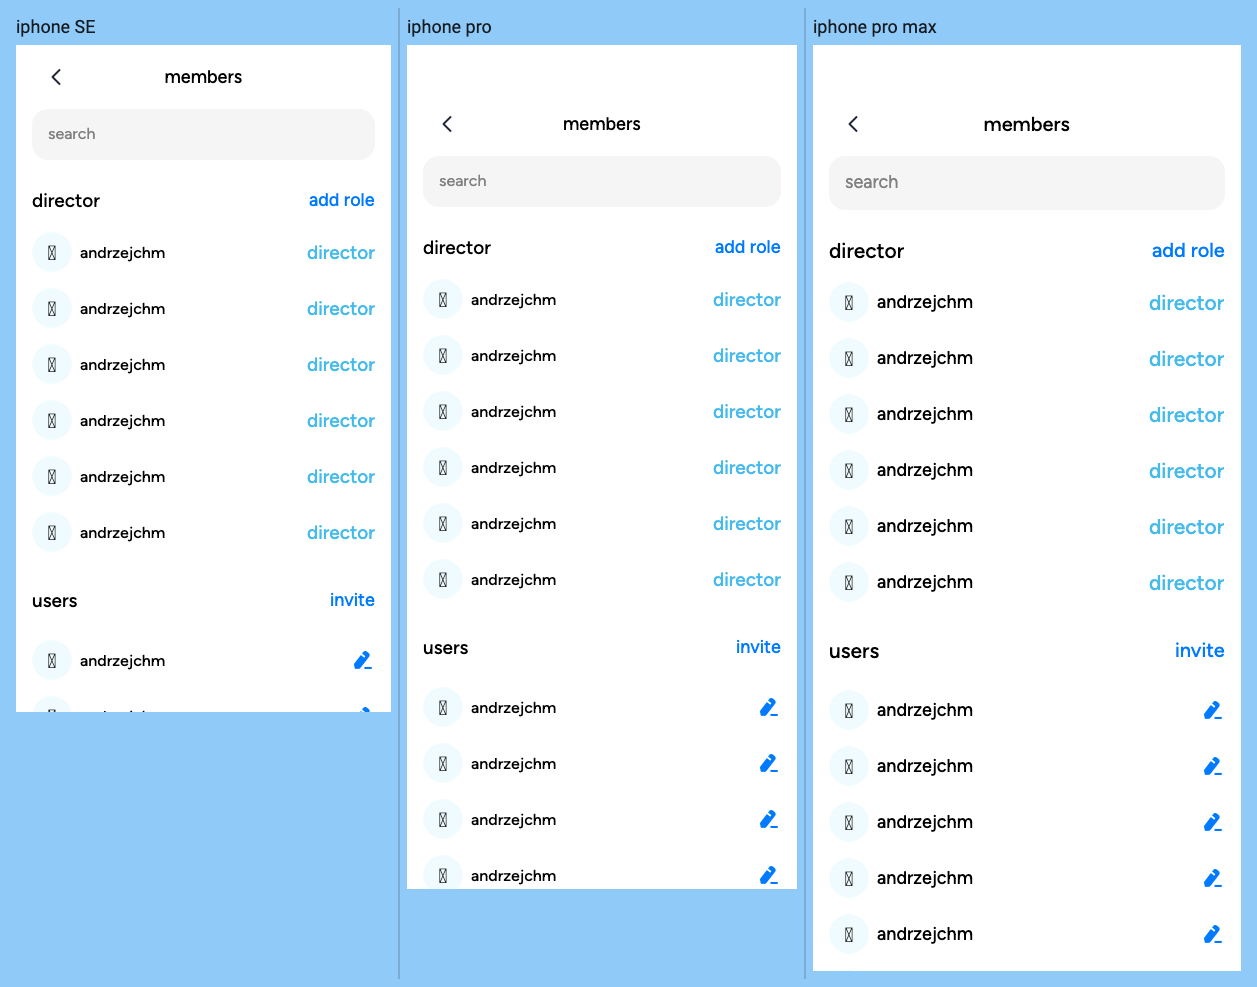 iphone SE
members
search
director add role
andrzejchm director
andrzejchm director
andrzejchm director
andrzejchm director
andrzejchm director
andrzejchm director
users invite
andrzejchm
iphone pro
members
search
director add role
andrzejchm director
andrzejchm director
andrzejchm director
andrzejchm director
andrzejchm director
andrzejchm director
users invite
andrzejchm
andrzejchm
andrzejchm
andrzejchm
iphone pro max
members
search
director add role
andrzejchm director
andrzejchm director
andrzejchm director
andrzejchm director
andrzejchm director
andrzejchm director
users invite
andrzejchm
andrzejchm
andrzejchm
andrzejchm
andrzejchm